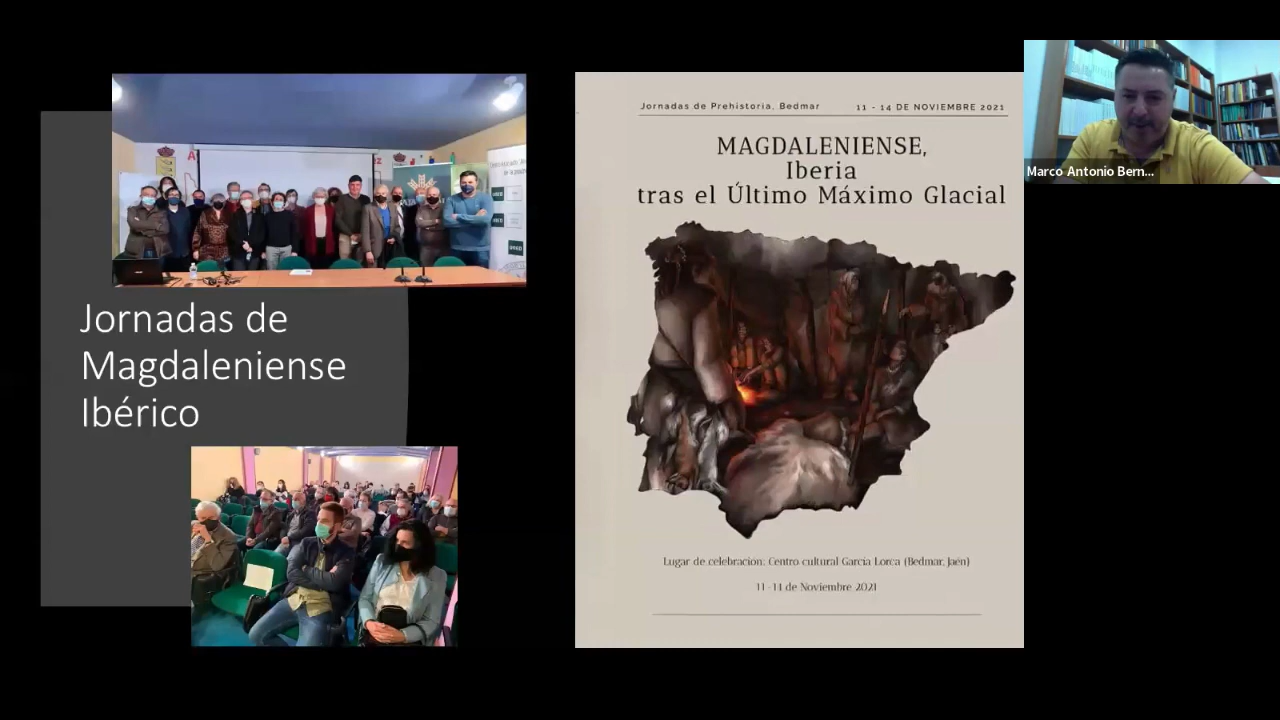 Jornadas de
Magdaleniense
Ibérico
Jornadas de Prehistoria, Bedmar
11 - 14 DE NOVIEMBRE 2021
MAGDALENIENSE,
Iberia
tras el Último Máximo Glacial
Lugar de celebración: Centro cultural García Lorca (Bedmar, Jaén)
11 - 14 de Noviembre 2021
Marco Antonio Bern...